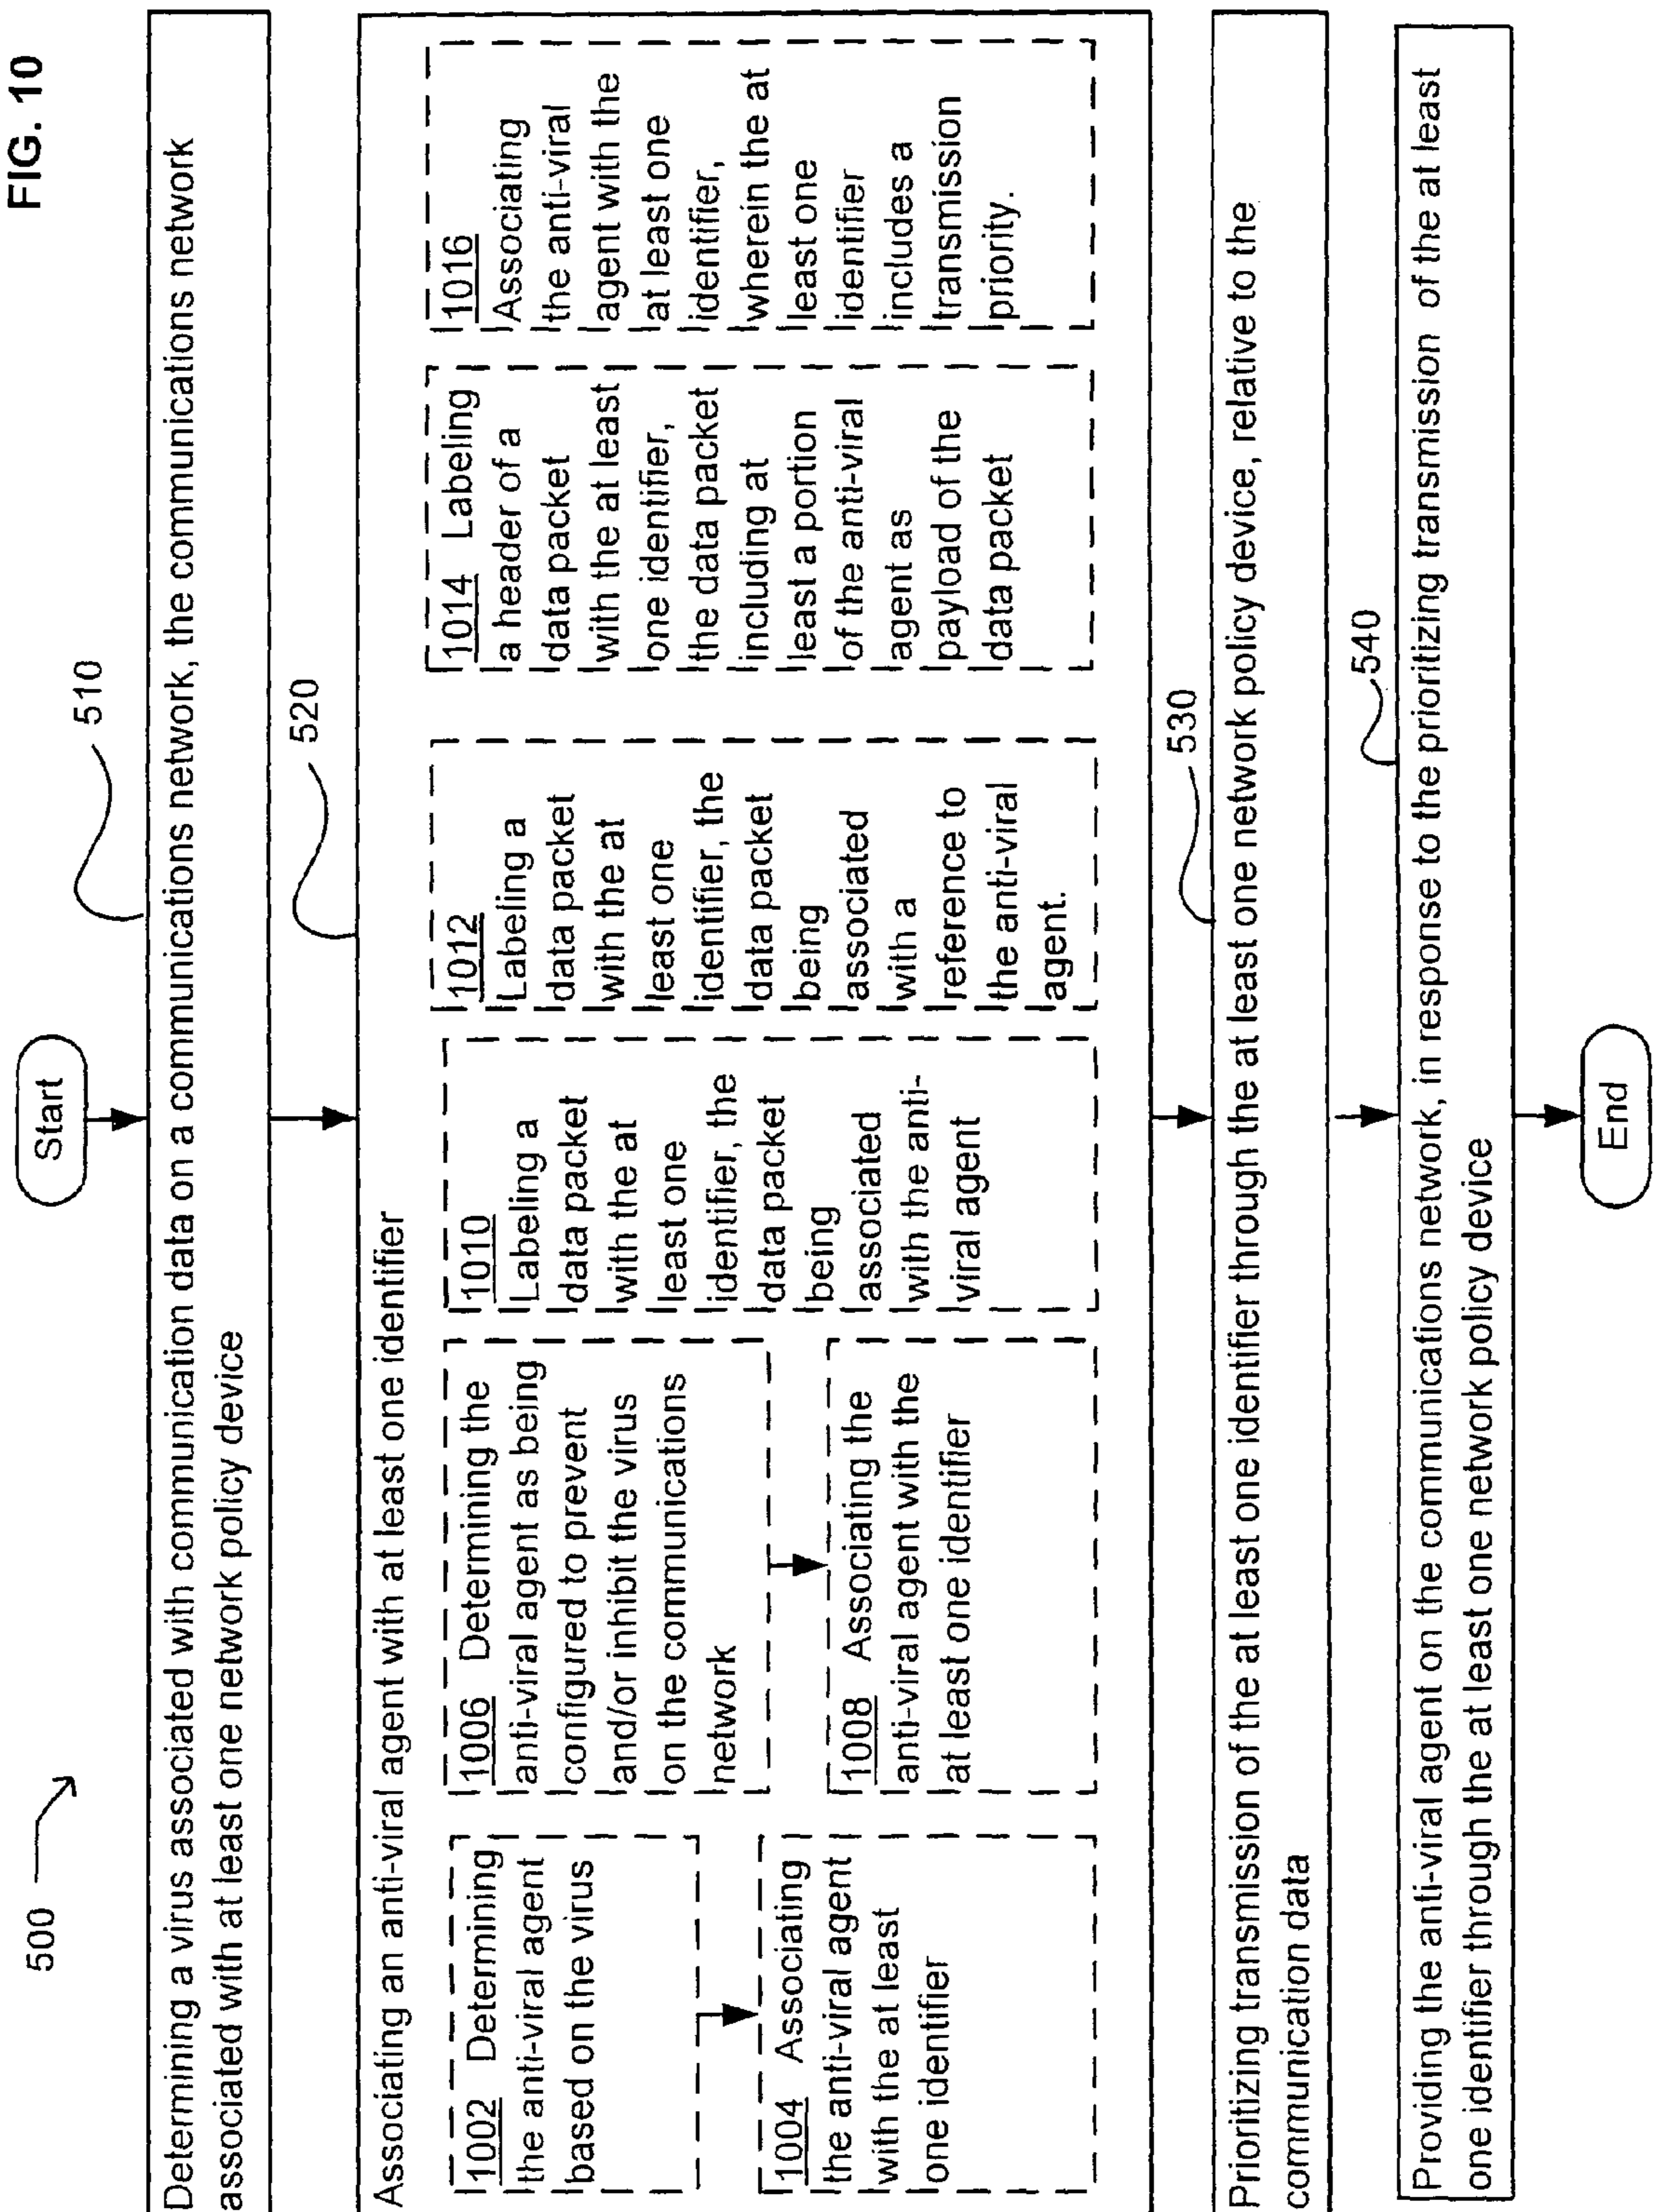 FIG. 10
500
Start
510
Determining a virus associated with communication data on a communications network, the communications network
associated with at least one network policy device
520
Associating an anti-viral agent with at least one identifier
1002 Determining
the anti-viral agent
based on the virus
1004 Associating
the anti-viral agent
with the at least
one identifier
1006 Determining the
anti-viral agent as being
configured to prevent
and/or inhibit the virus
on the communications
network
1008 Associating the
anti-viral agent with the
at least one identifier
1010
Labeling a
data packet
with the at
least one
identifier, the
data packet
being
associated
with the anti-
viral agent
1012
Labeling a
data packet
with the at
least one
identifier, the
data packet
being
associated
with a
reference to
the anti-viral
agent.
1014 Labeling
a header of a
data packet
with the at least
one identifier,
the data packet
including at
least a portion
of the anti-viral
agent as
payload of the
data packet
1016
Associating
the anti-viral
agent with the
at least one
identifier,
wherein the at
least one
identifier
includes a
transmission
priority.
530
Prioritizing transmission of the at least one identifier through the at least one network policy device, relative to the
communication data
540
Providing the anti-viral agent on the communications network, in response to the prioritizing transmission of the at least
one identifier through the at least one network policy device
End